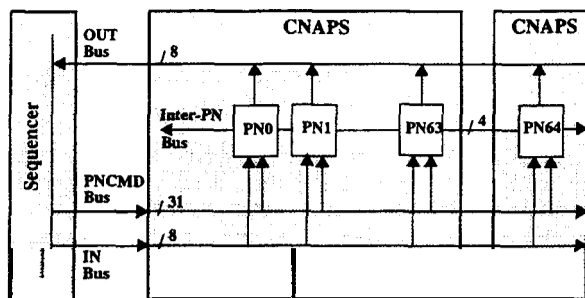 CNAPS
CNAPS
OUT
Bus
8
Inter-PN
Bus
PN0
PN1
PN63
4
PN64
Sequencer
PNCMD
Bus
31
8
IN
Bus